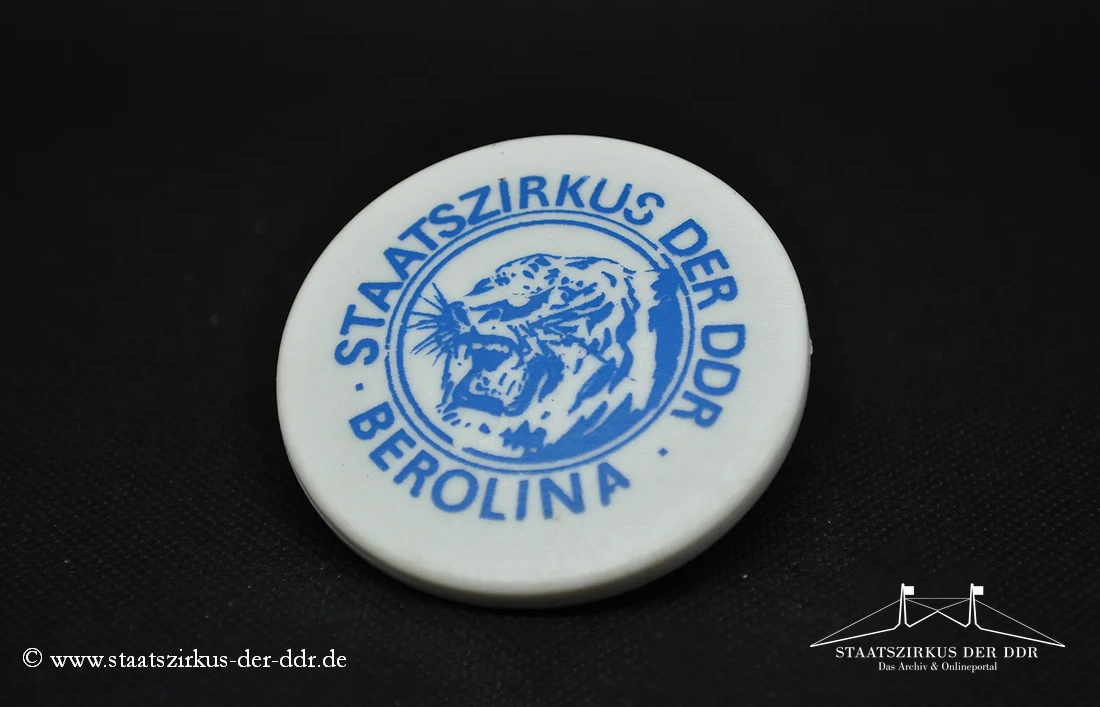 STAATSZIRKUS DER DDR
· BEROLINA ·
© www.staatszirkus-der-ddr.de
STAATSZIRKUS DER DDR
Das Archiv & Onlineportal